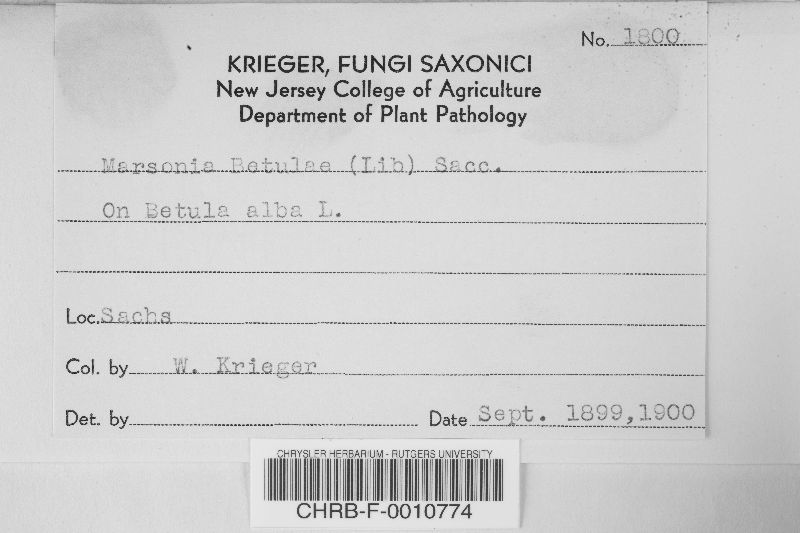 No. 1800
KRIEGER, FUNGI SAXONICI
New Jersey College of Agriculture
Department of Plant Pathology
Marsonia Betulae (Lib) Sacc.
On Betula alba L.
Loc. Sachs
Col. by W. Krieger
Det. by Date Sept. 1899,1900
CHRYSLER HERBARIUM - RUTGERS UNIVERSITY
CHRB-F-0010774